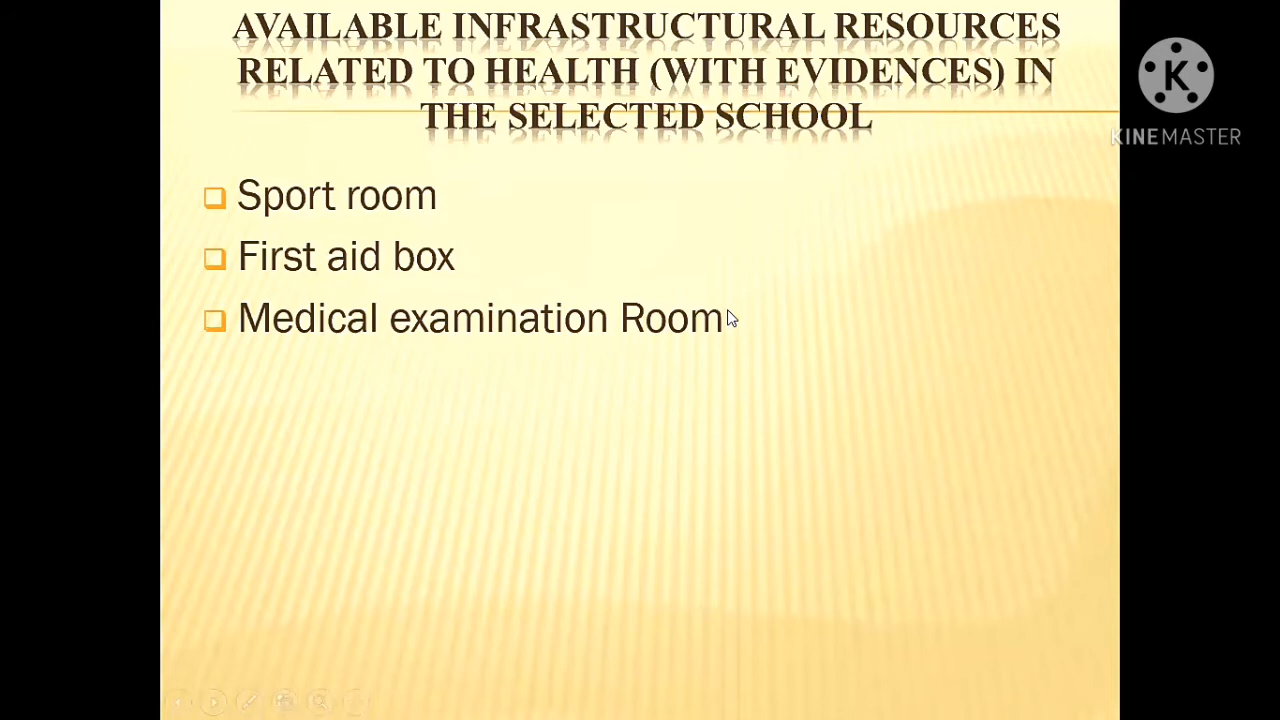 AVAILABLE INFRASTRUCTURAL RESOURCES
RELATED TO HEALTH (WITH EVIDENCES) IN
THE SELECTED SCHOOL
Sport room
First aid box
Medical examination Room
K
KINEMASTER